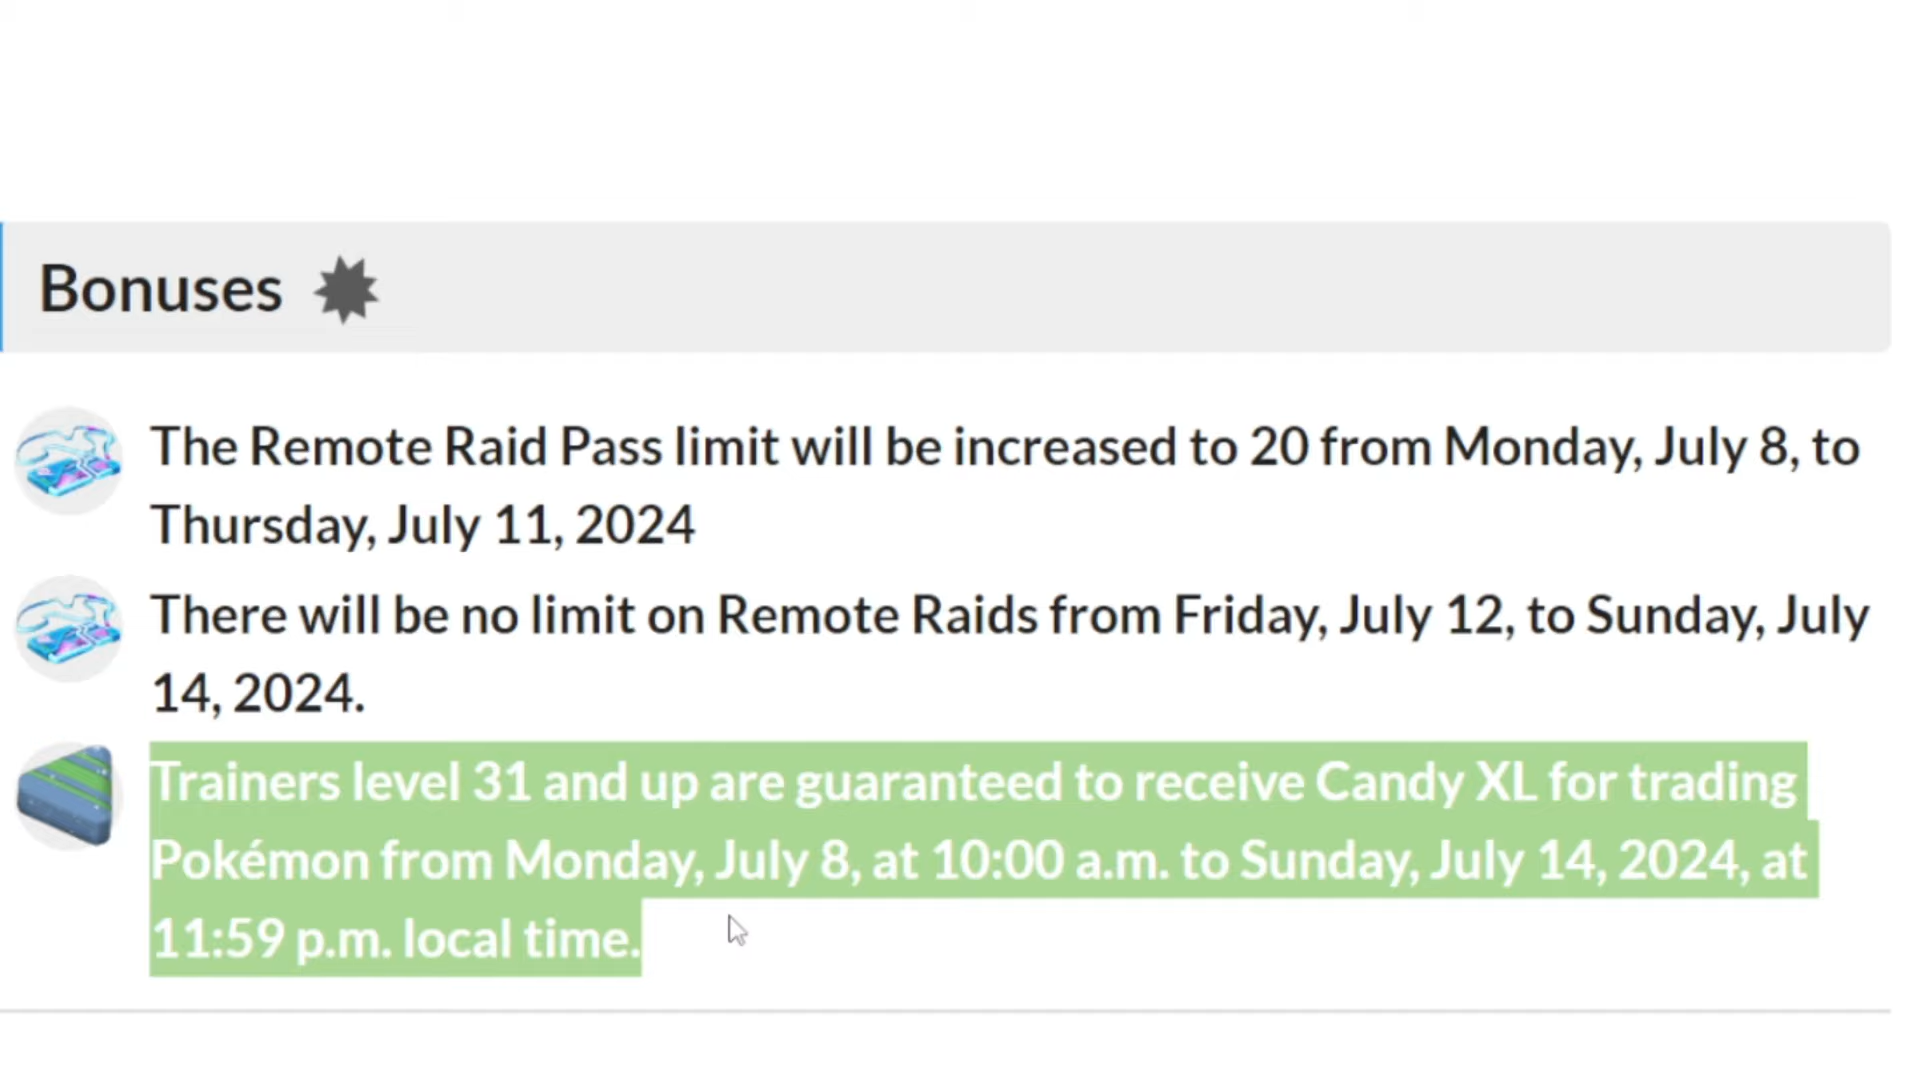 Bonuses
The Remote Raid Pass limit will be increased to 20 from Monday, July 8, to
Thursday, July 11, 2024
There will be no limit on Remote Raids from Friday, July 12, to Sunday, July
14, 2024.
Trainers level 31 and up are guaranteed to receive Candy XL for trading
Pokémon from Monday, July 8, at 10:00 a.m. to Sunday, July 14, 2024, at
11:59 p.m. local time.